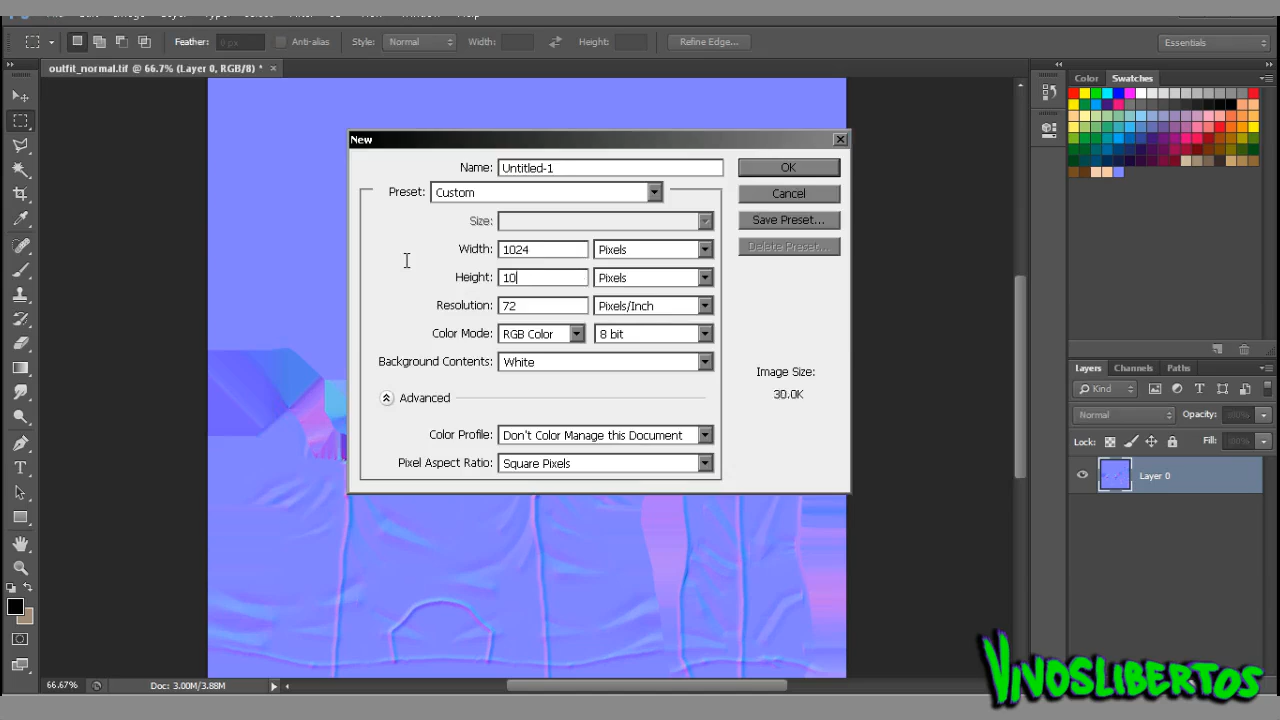 Feather: 0 px Anti-alias Style: Normal Width: Height: Refine Edge... Essentials
outfit_normal.tif @ 66.7% (Layer 0, RGB/8) * ×
Color Swatches
New
Name: Untitled-1 OK
Preset: Custom Cancel
Size: Save Preset...
Width: 1024 Pixels Delete Preset...
Height: 10 Pixels
Resolution: 72 Pixels/Inch
Color Mode: RGB Color 8 bit
Background Contents: White
Image Size:
30.0K
Advanced
Color Profile: Don't Color Manage this Document
Pixel Aspect Ratio: Square Pixels
Layers Channels Paths
Kind
Normal Opacity: 100%
Lock: Fill: 100%
Layer 0
66.67% Doc: 3.00M/3.88M
VIVOSLIBERTOS